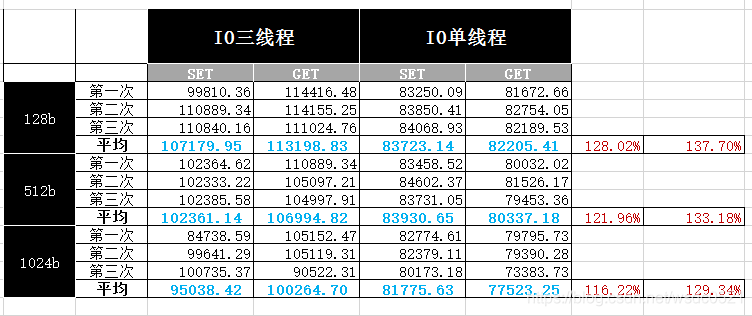 IO三线程 IO单线程
SET GET SET GET
128b
第一次 99810.36 114416.48 83250.09 81672.66
第二次 110889.34 114155.25 83850.41 82754.05
第三次 110840.16 111024.76 84068.93 82189.53
平均 107179.95 113198.83 83723.14 82205.41 128.02% 137.70%
512b
第一次 102364.62 110889.34 83458.52 80032.02
第二次 102333.22 105097.21 84602.37 81526.17
第三次 102385.58 104997.91 83731.05 79453.36
平均 102361.14 106994.82 83930.65 80337.18 121.96% 133.18%
1024b
第一次 84738.59 105152.47 82774.61 79795.73
第二次 99641.29 105119.31 82379.11 79390.28
第三次 100735.37 90522.31 80173.18 73383.73
平均 95038.42 100264.70 81775.63 77523.25 116.22% 129.34%